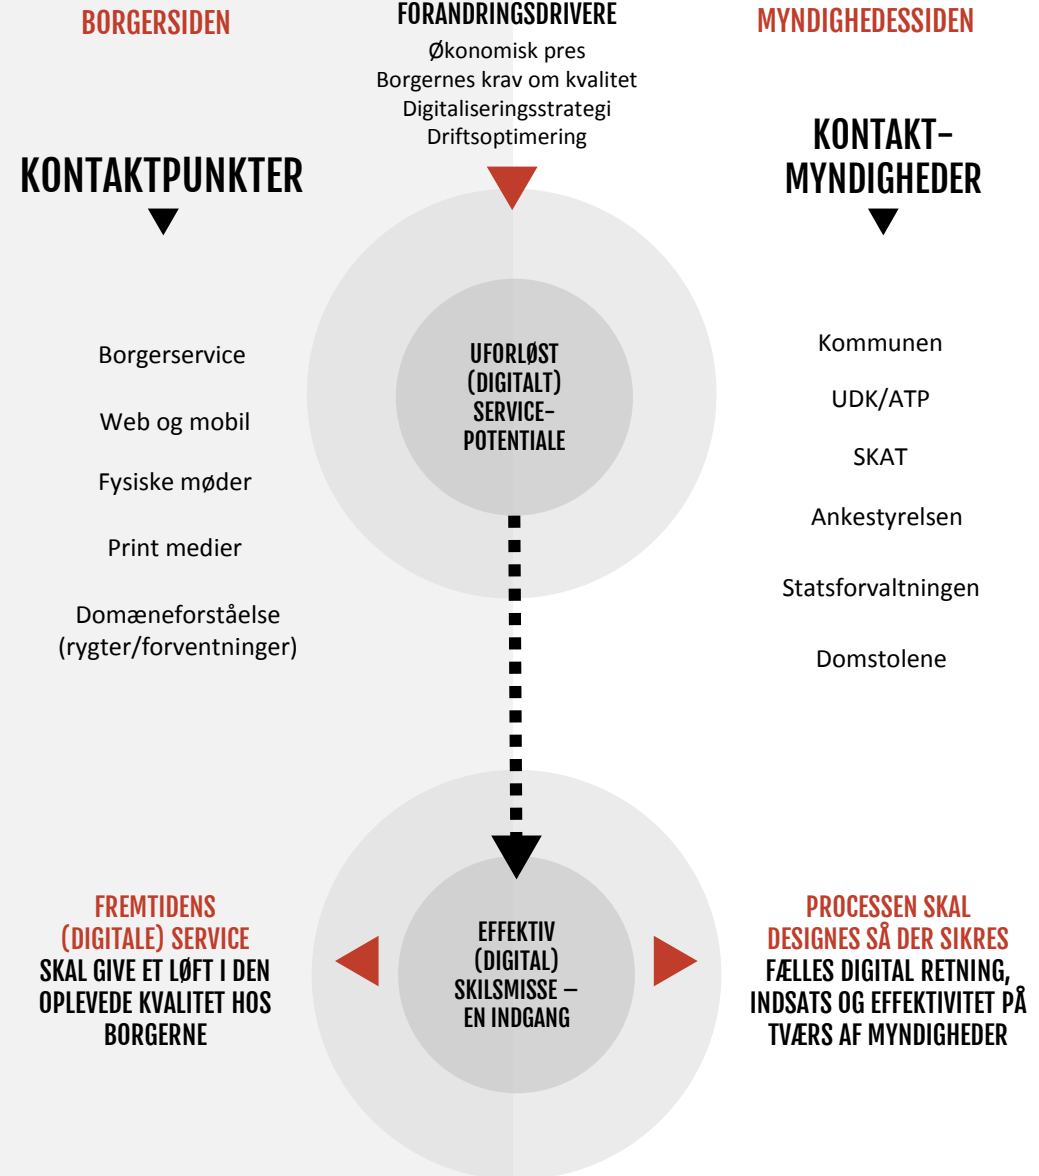 BORGERSIDEN
FORANDRINGSDRIVERE
Økonomisk pres
Borgernes krav om kvalitet
Digitaliseringsstrategi
Driftsoptimering
MYNDIGHEDESSIDEN
KONTAKTPUNKTER
KONTAKT-
MYNDIGHEDER
Borgerservice
Web og mobil
Fysiske møder
Print medier
Domæneforståelse
(rygter/forventninger)
UFORLØST
(DIGITALT)
SERVICE-
POTENTIALE
Kommunen
UDK/ATP
SKAT
Ankestyrelsen
Statsforvaltningen
Domstolene
FREMTIDENS
(DIGITALE) SERVICE
SKAL GIVE ET LØFT I DEN
OPLEVEDE KVALITET HOS
BORGERNE
EFFEKTIV
(DIGITAL)
SKILSMISSE –
EN INDGANG
PROCESSEN SKAL
DESIGNES SÅ DER SIKRES
FÆLLES DIGITAL RETNING,
INDSATS OG EFFEKTIVITET PÅ
TVÆRS AF MYNDIGHEDER